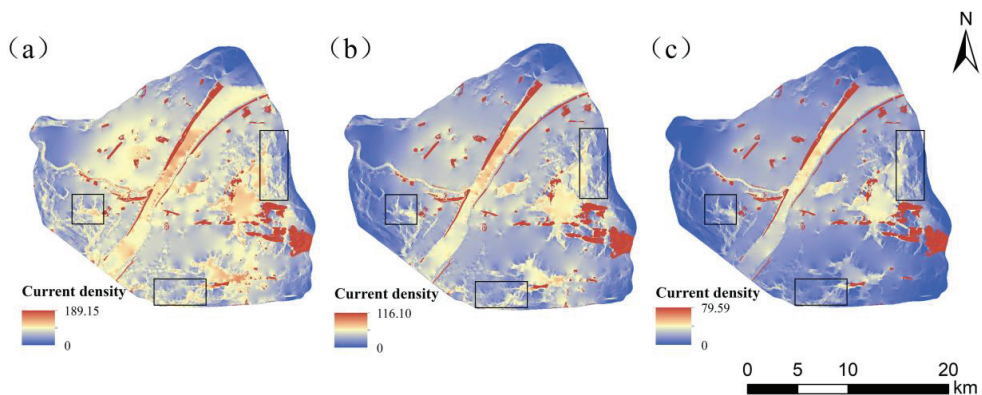 （a）
（b）
（c）
N
Current density
189.15
0
Current density
116.10
0
Current density
79.59
0
0 5 10 20
km